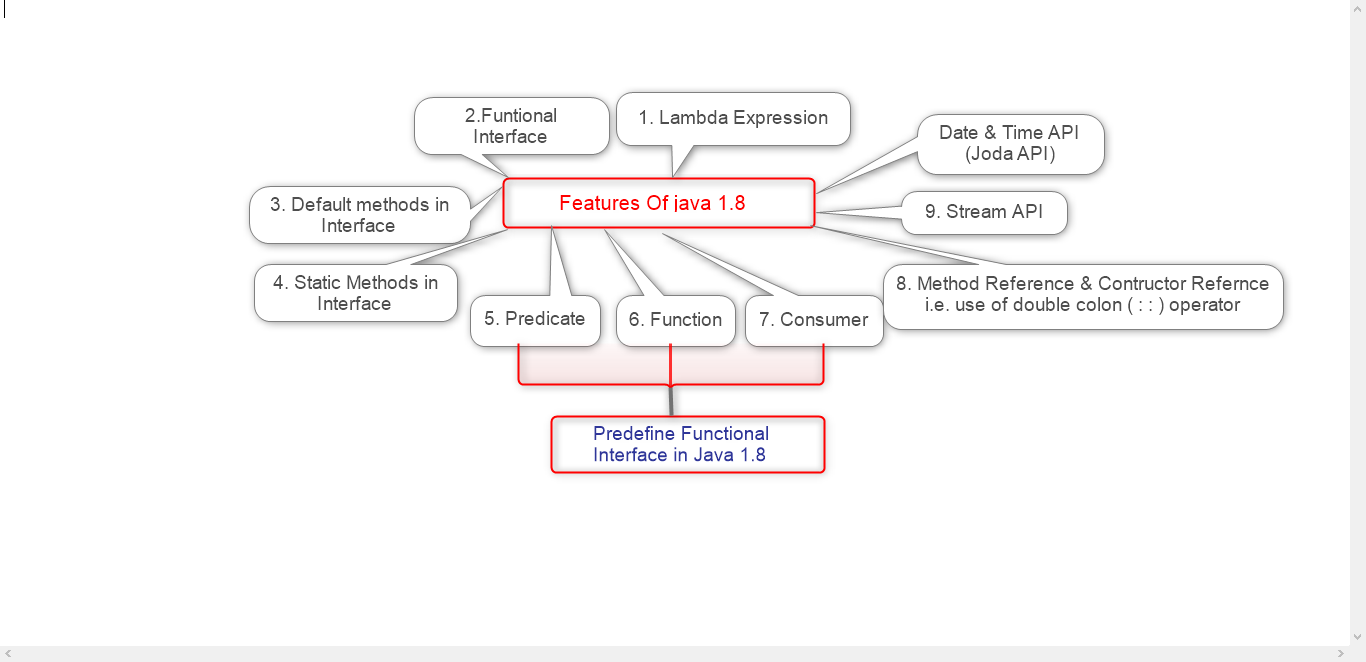 2.Funtional
Interface
1. Lambda Expression
Date & Time API
(Joda API)
3. Default methods in
Interface
Features Of java 1.8
9. Stream API
4. Static Methods in
Interface
8. Method Reference & Contructor Refernce
i.e. use of double colon ( : : ) operator
5. Predicate
6. Function
7. Consumer
Predefine Functional
Interface in Java 1.8